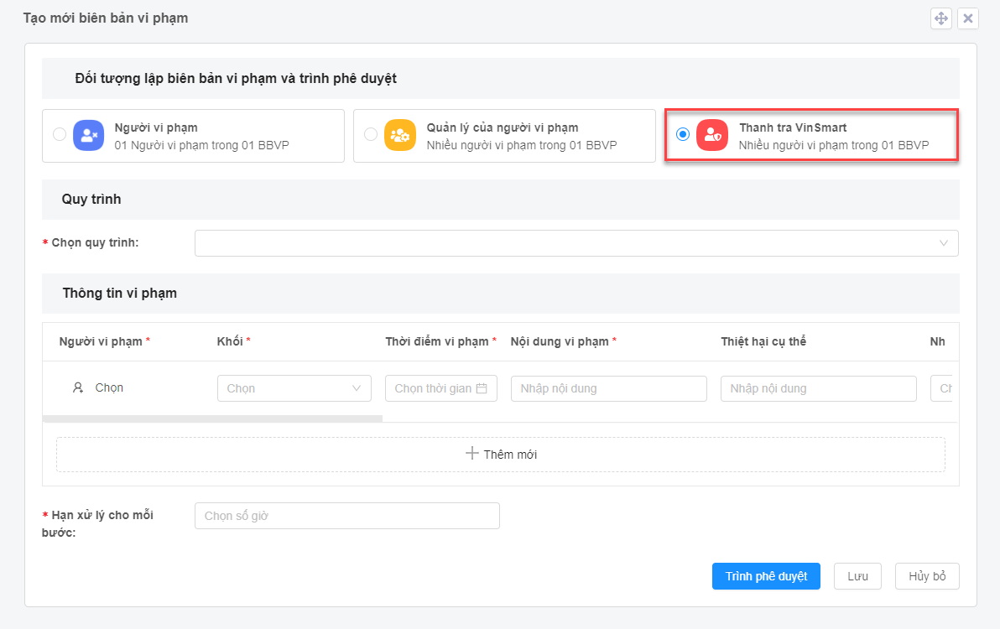 Tạo mới biên bản vi phạm
Đối tượng lập biên bản vi phạm và trình phê duyệt
Người vi phạm
01 Người vi phạm trong 01 BBVP
Quản lý của người vi phạm
Nhiều người vi phạm trong 01 BBVP
Thanh tra VinSmart
Nhiều người vi phạm trong 01 BBVP
Quy trình
* Chọn quy trình:
Thông tin vi phạm
Người vi phạm * Khối * Thời điểm vi phạm * Nội dung vi phạm * Thiệt hại cụ thể Nh
Chọn Chọn Chọn thời gian Nhập nội dung Nhập nội dung Ch
Thêm mới
* Hạn xử lý cho mỗi
bước:
Chọn số giờ
Trình phê duyệt Lưu Hủy bỏ